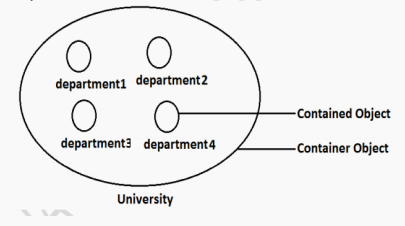 department1 department2
Contained Object
department3 department4
Container Object
University